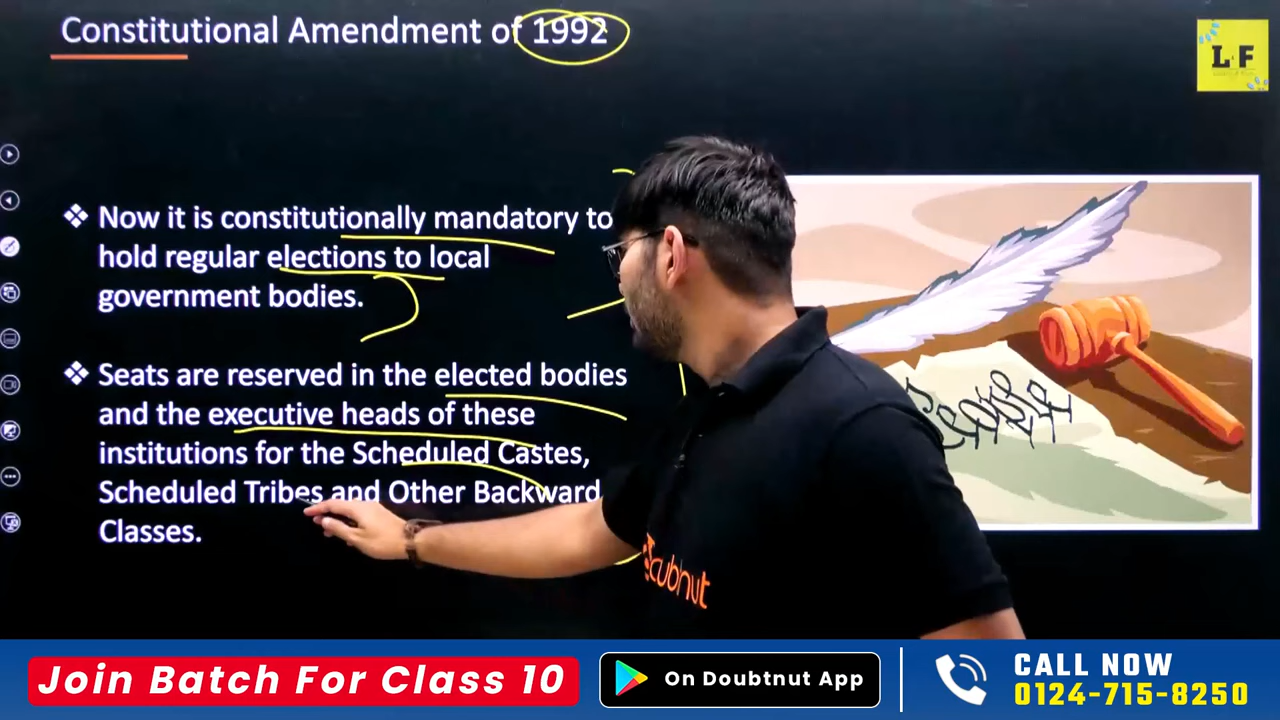 Constitutional Amendment of 1992
L F
❖ Now it is constitutionally mandatory to
hold regular elections to local
government bodies.
❖ Seats are reserved in the elected bodies
and the executive heads of these
institutions for the Scheduled Castes,
Scheduled Tribes and Other Backward
Classes.
Join Batch For Class 10
On Doubtnut App
CALL NOW
0124-715-8250